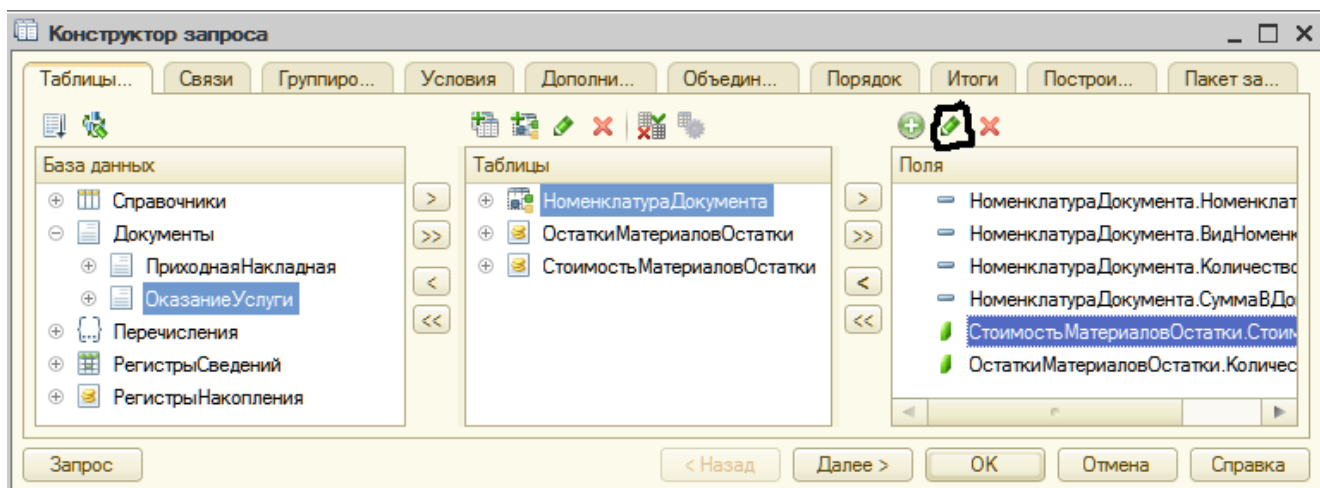 Конструктор запроса
Таблицы... Связи Группиро... Условия Дополни... Объедин... Порядок Итоги Построи... Пакет за...
База данных
Справочники
Документы
ПриходнаяНакладная
ОказаниеУслуги
Перечисления
РегистрыСведений
РегистрыНакопления
> >> < <<
Таблицы
НоменклатураДокумента
ОстаткиМатериаловОстатки
СтоимостьМатериаловОстатки
> >> < <<
Поля
НоменклатураДокумента.Номенклат
НоменклатураДокумента.ВидНоменк
НоменклатураДокумента.Количество
НоменклатураДокумента.СуммаВДо
СтоимостьМатериаловОстатки.Стоим
ОстаткиМатериаловОстатки.Количес
Запрос < Назад Далее > OK Отмена Справка